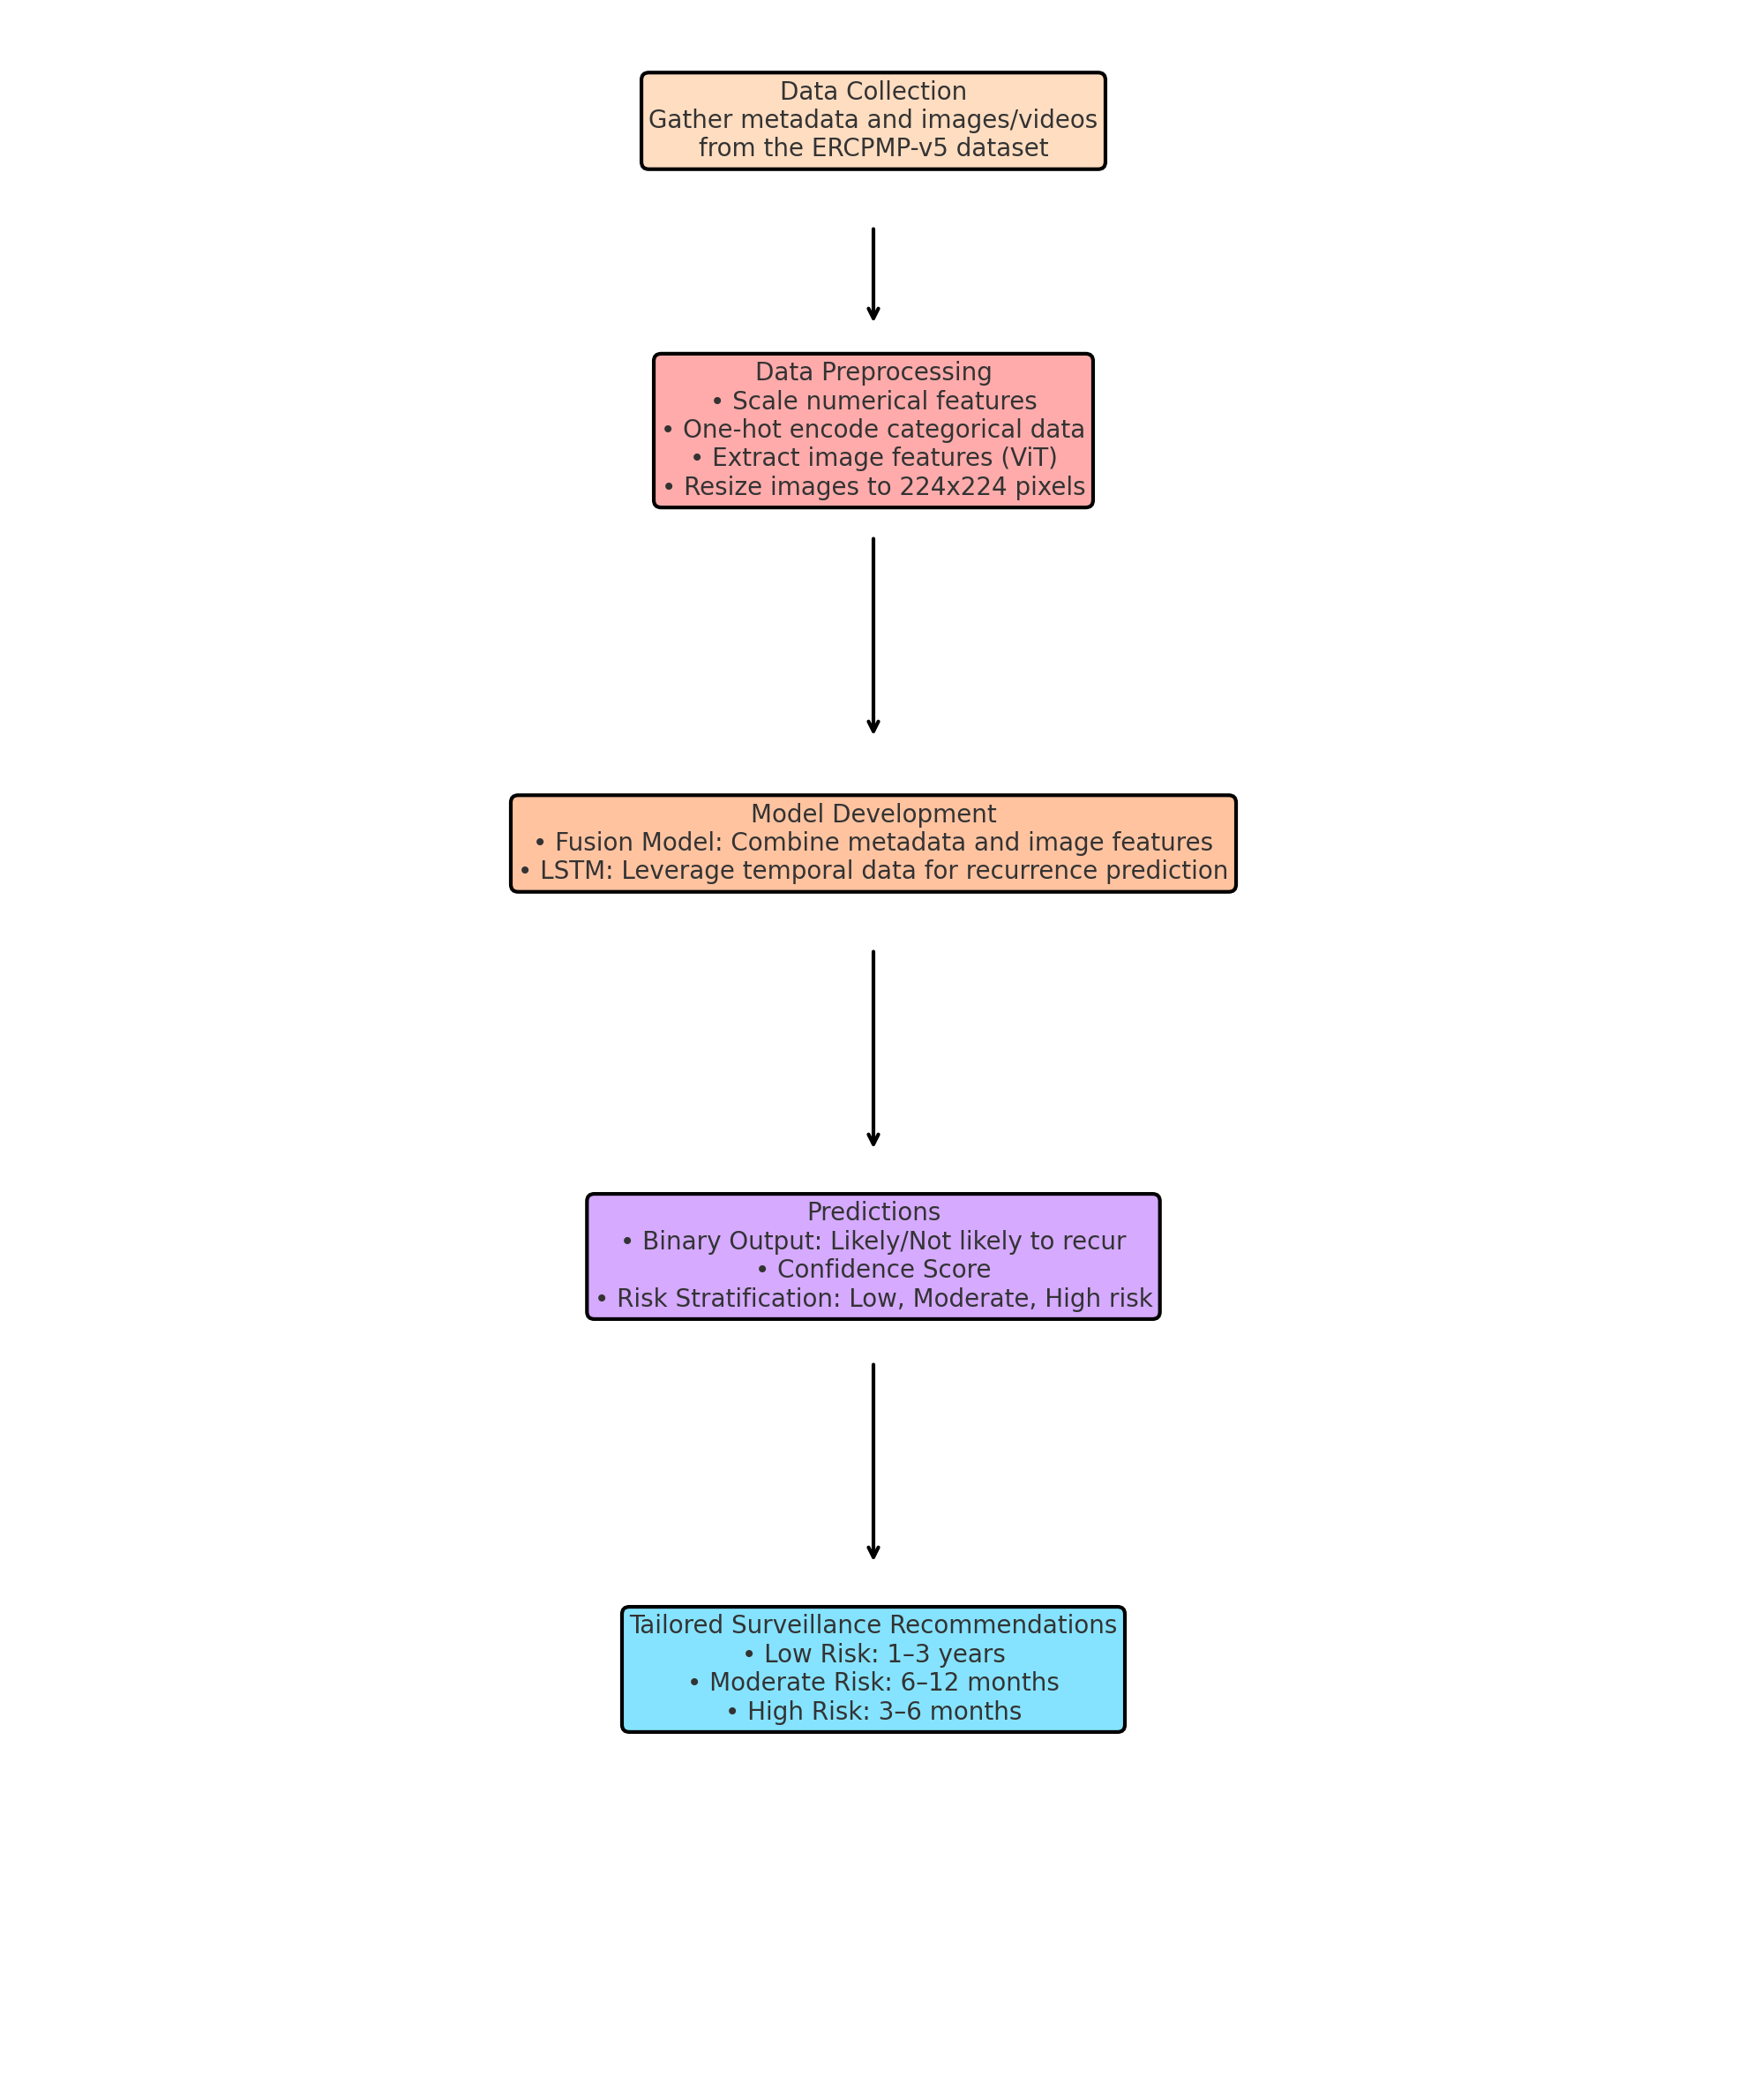 Data Collection
Gather metadata and images/videos
from the ERCPMP-v5 dataset
Data Preprocessing
• Scale numerical features
• One-hot encode categorical data
• Extract image features (ViT)
• Resize images to 224x224 pixels
Model Development
• Fusion Model: Combine metadata and image features
• LSTM: Leverage temporal data for recurrence prediction
Predictions
• Binary Output: Likely/Not likely to recur
• Confidence Score
• Risk Stratification: Low, Moderate, High risk
Tailored Surveillance Recommendations
• Low Risk: 1–3 years
• Moderate Risk: 6–12 months
• High Risk: 3–6 months